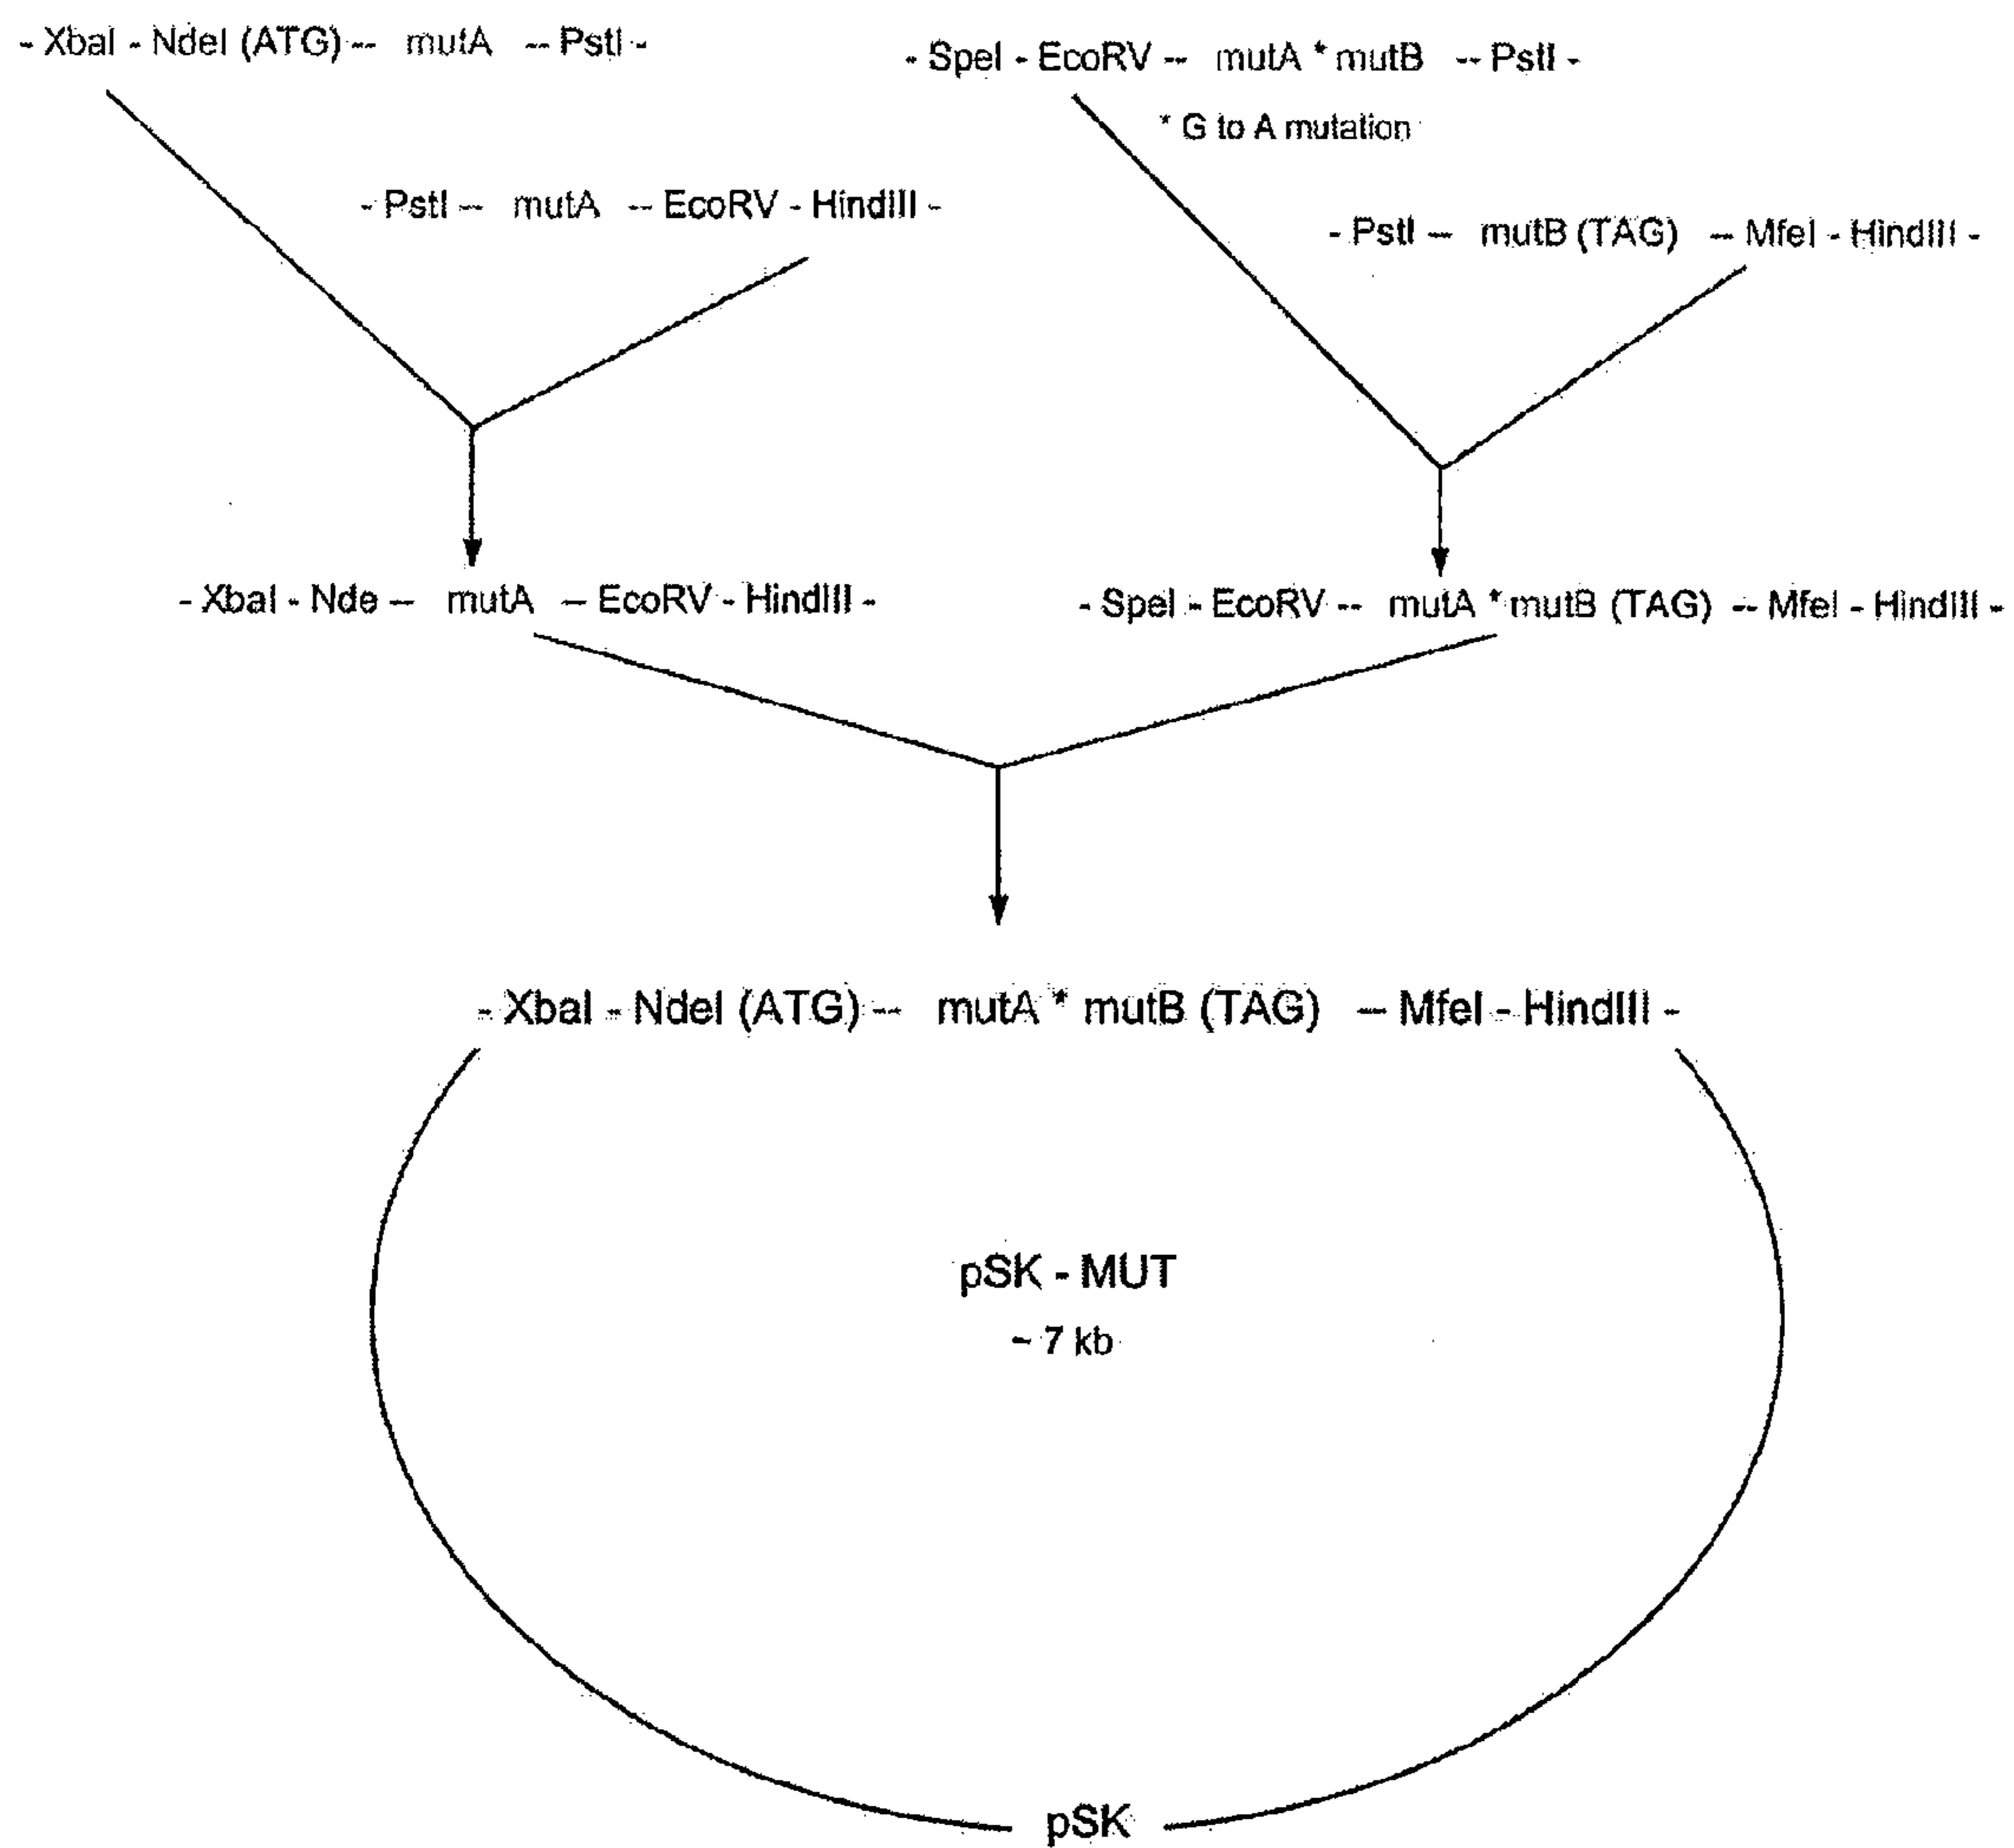 - XbaI - NdeI (ATG) -- mutA -- PstI -
- SpeI - EcoRV -- mutA * mutB -- PstI -
* G to A mutation
- PstI -- mutA -- EcoRV - HindIII -
- PstI -- mutB (TAG) -- MfeI - HindIII -
- XbaI - Nde -- mutA -- EcoRV - HindIII -
- SpeI - EcoRV -- mutA * mutB (TAG) -- MfeI - HindIII -
- XbaI - NdeI (ATG) -- mutA * mutB (TAG) -- MfeI - HindIII -
pSK - MUT
~ 7 kb
pSK